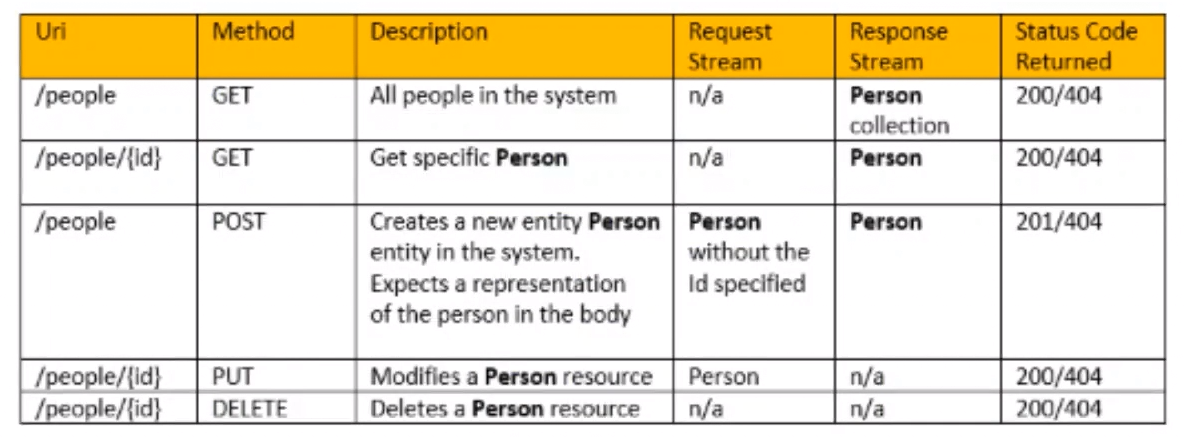 Uri Method Description Request Stream Response Stream Status Code Returned
/people GET All people in the system n/a Person collection 200/404
/people/{id} GET Get specific Person n/a Person 200/404
/people POST Creates a new entity Person entity in the system. Expects a representation of the person in the body Person without the Id specified Person 201/404
/people/{id} PUT Modifies a Person resource Person n/a 200/404
/people/{id} DELETE Deletes a Person resource n/a n/a 200/404